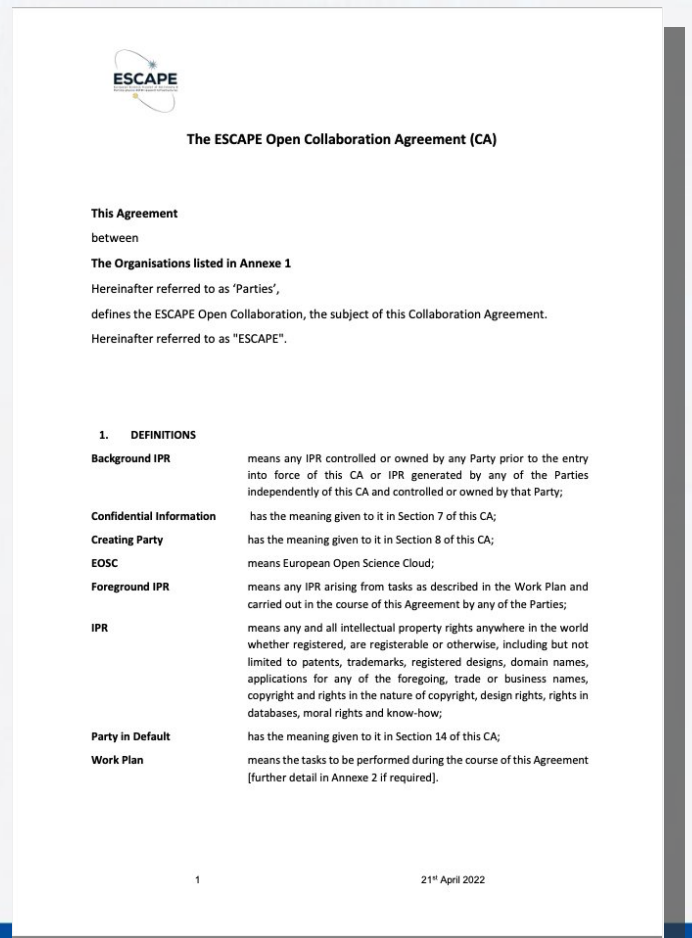 ESCAPE
The ESCAPE Open Collaboration Agreement (CA)
This Agreement
between
The Organisations listed in Annexe 1
Hereinafter referred to as ‘Parties’,
defines the ESCAPE Open Collaboration, the subject of this Collaboration Agreement.
Hereinafter referred to as "ESCAPE".
1. DEFINITIONS
Background IPR means any IPR controlled or owned by any Party prior to the entry
into force of this CA or IPR generated by any of the Parties
independently of this CA and controlled or owned by that Party;
Confidential Information has the meaning given to it in Section 7 of this CA;
Creating Party has the meaning given to it in Section 8 of this CA;
EOSC means European Open Science Cloud;
Foreground IPR means any IPR arising from tasks as described in the Work Plan and
carried out in the course of this Agreement by any of the Parties;
IPR means any and all intellectual property rights anywhere in the world
whether registered, are registerable or otherwise, including but not
limited to patents, trademarks, registered designs, domain names,
applications for any of the foregoing, trade or business names,
copyright and rights in the nature of copyright, design rights, rights in
databases, moral rights and know-how;
Party in Default has the meaning given to it in Section 14 of this CA;
Work Plan means the tasks to be performed during the course of this Agreement
[further detail in Annexe 2 if required].
1 21st April 2022